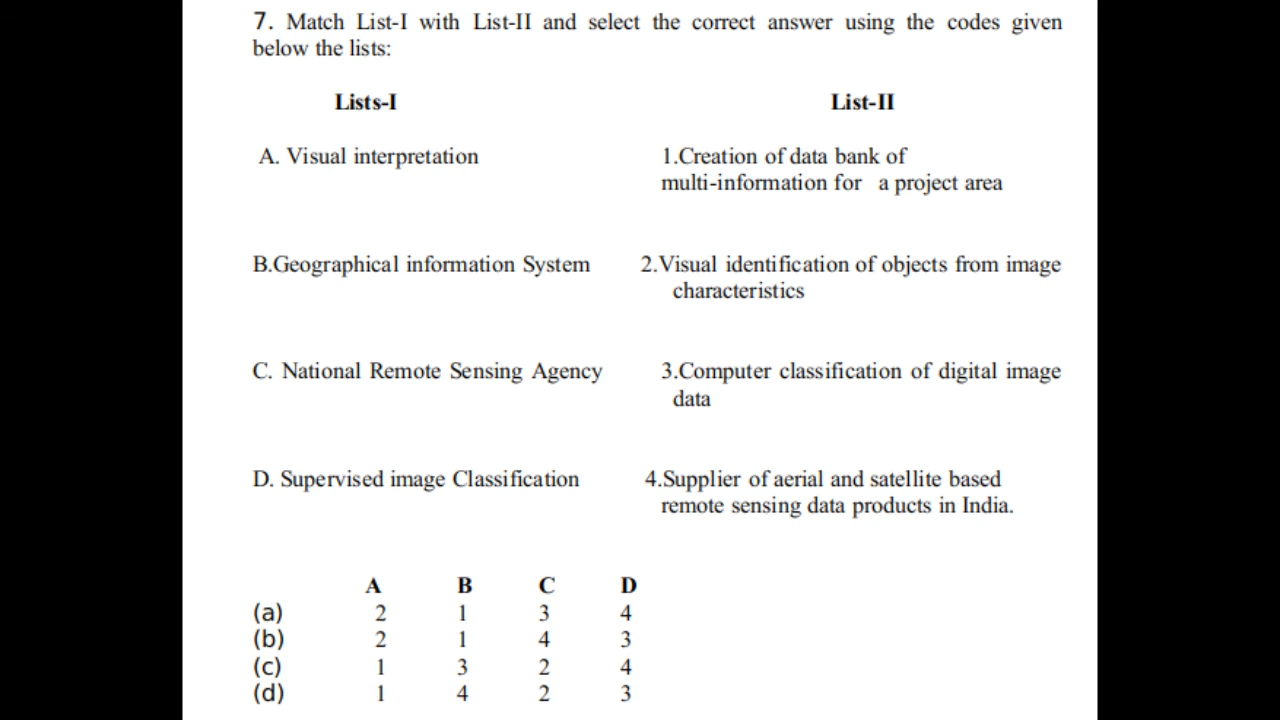 7. Match List-I with List-II and select the correct answer using the codes given
below the lists:
Lists-I List-II
A. Visual interpretation 1.Creation of data bank of
multi-information for a project area
B.Geographical information System 2.Visual identification of objects from image
characteristics
C. National Remote Sensing Agency 3.Computer classification of digital image
data
D. Supervised image Classification 4.Supplier of aerial and satellite based
remote sensing data products in India.
A B C D
(a) 2 1 3 4
(b) 2 1 4 3
(c) 1 3 2 4
(d) 1 4 2 3